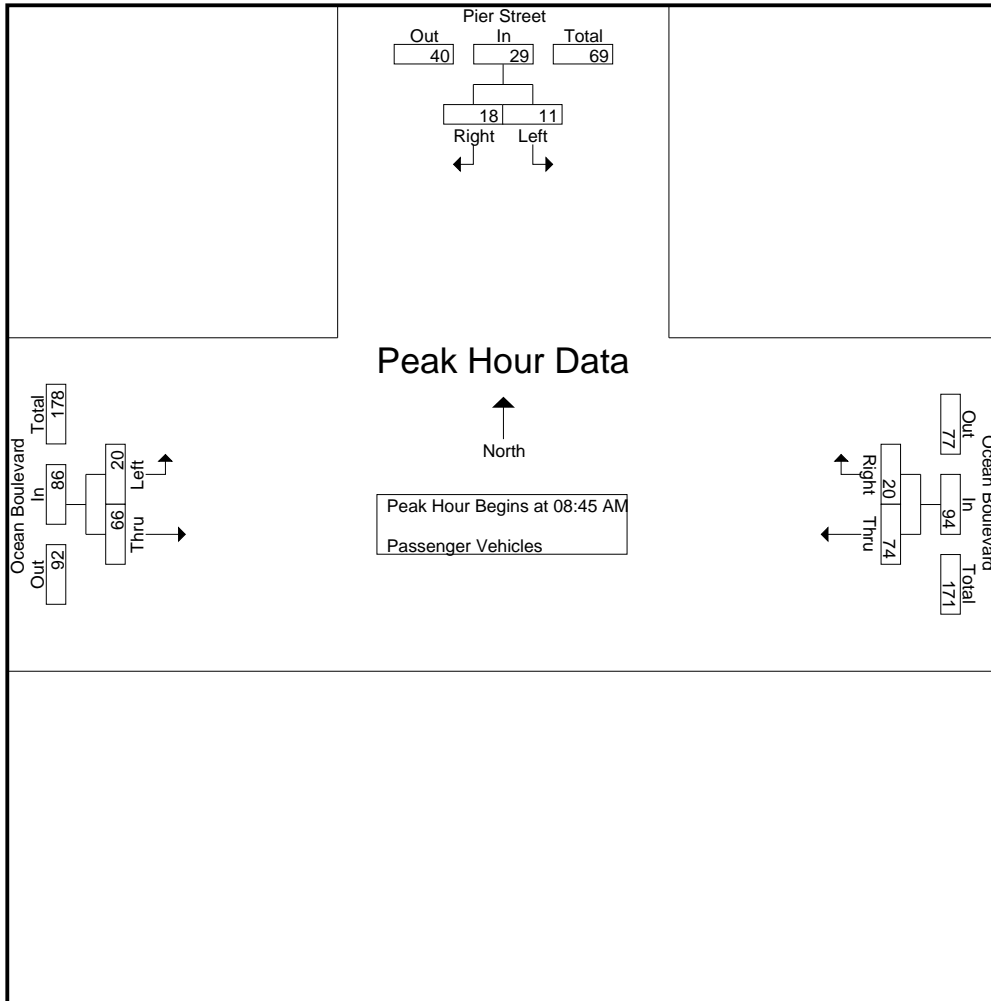 Pier Street
Out In Total
40 29 69
18 11
Right Left
Peak Hour Data
North
Peak Hour Begins at 08:45 AM
Passenger Vehicles
Ocean Boulevard
Out In Total
92 86 178
Thru Left
66 20
Ocean Boulevard
Out In Total
77 94 171
Right Thru
20 74